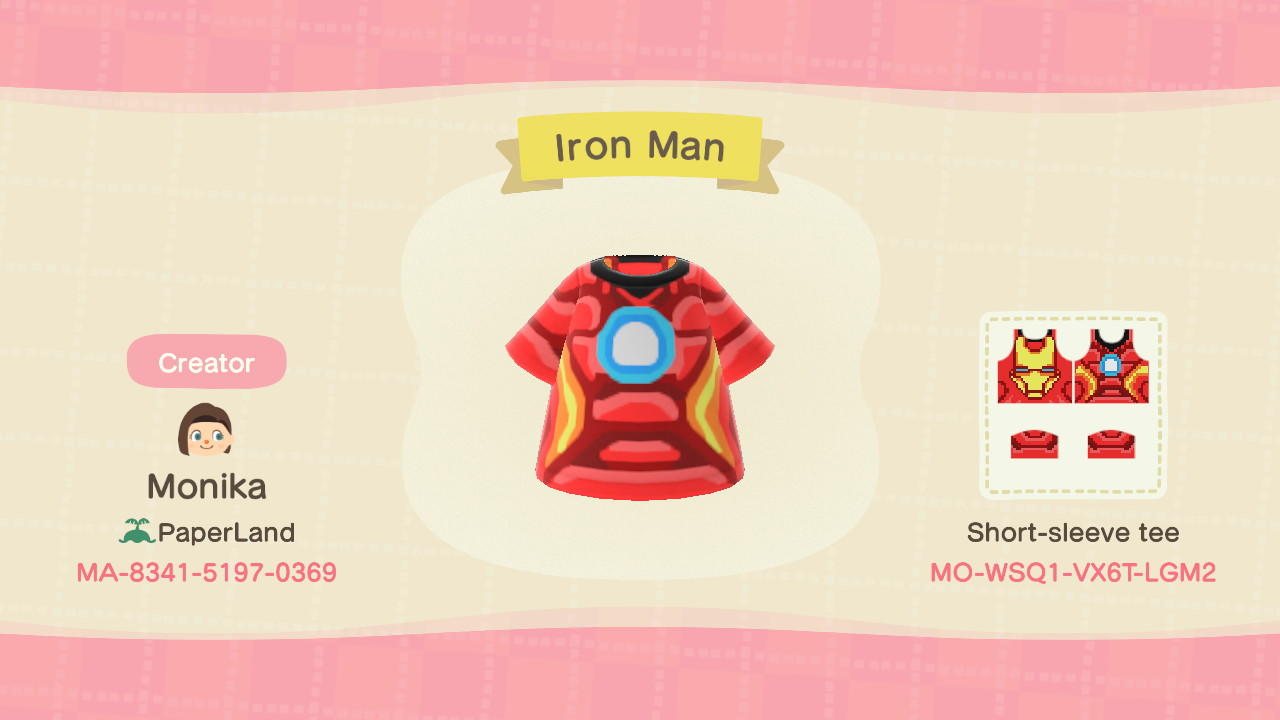 Iron Man
Creator
Monika
PaperLand
MA-8341-5197-0369
Short-sleeve tee
MO-WSQ1-VX6T-LGM2